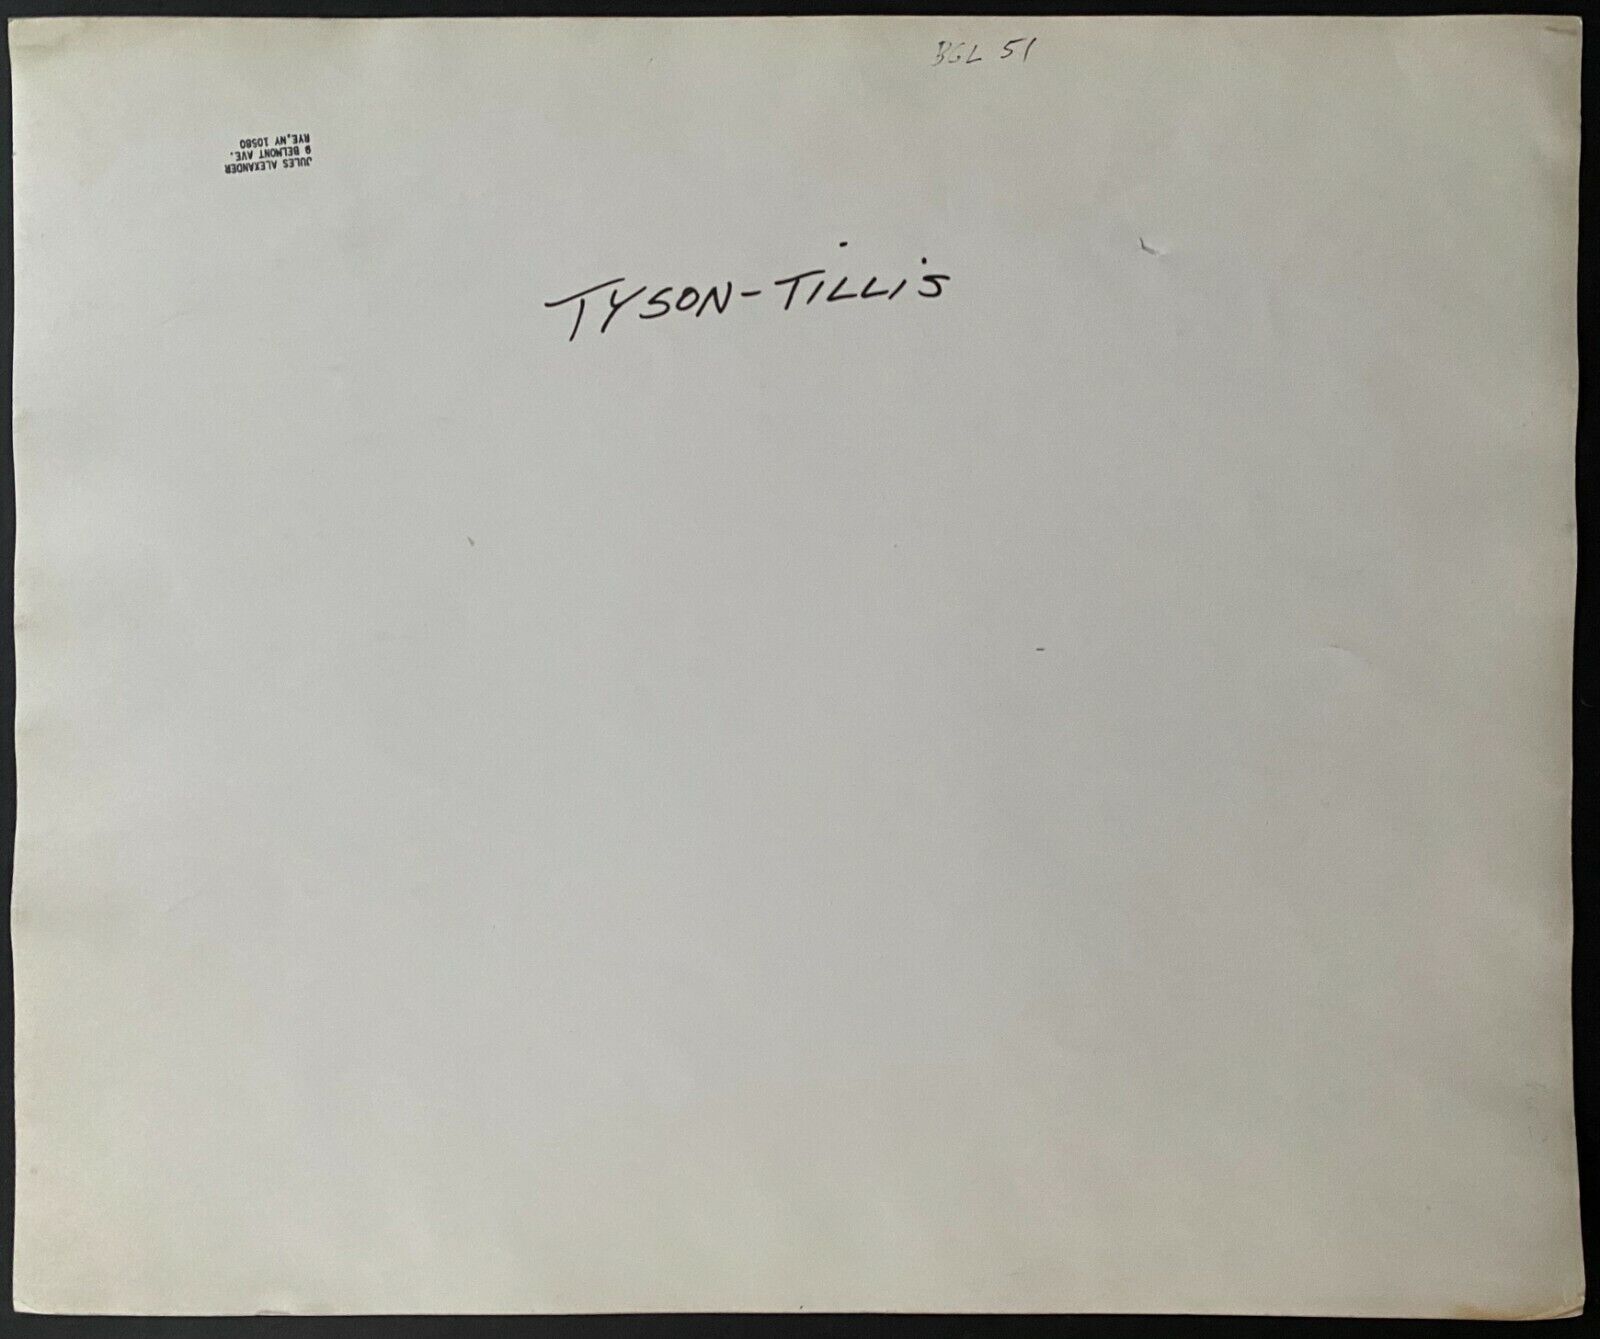 BGL 51
JULES ALEXANDER
9 BELMONT AVE.
RYE, NY 10580
TYSON-TILLIS